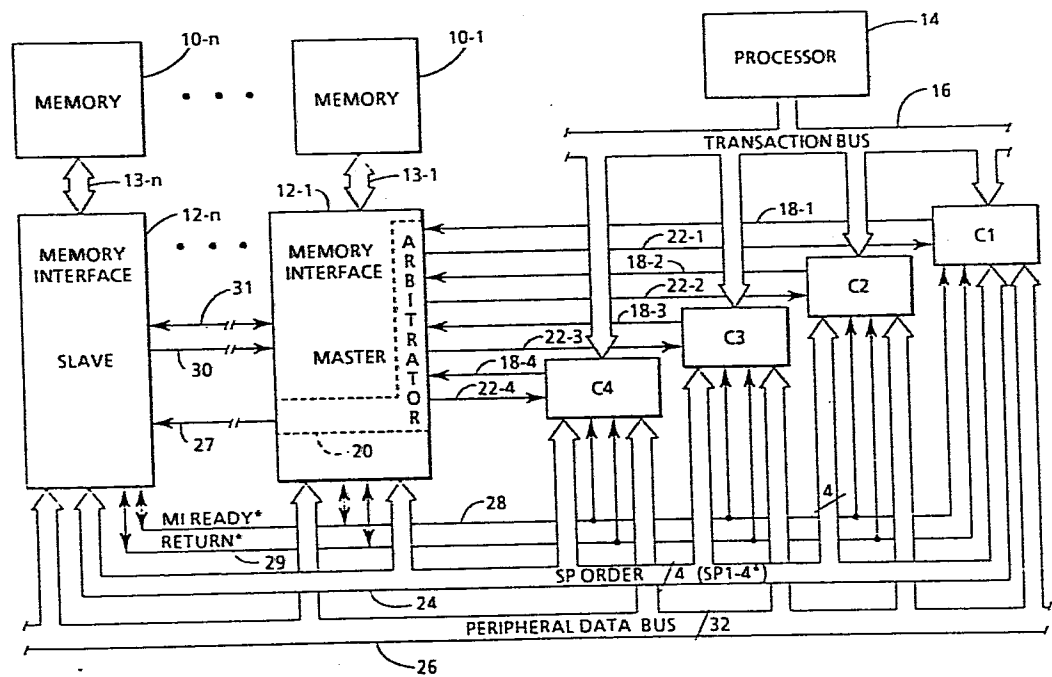 10-n
10-1
14
MEMORY
MEMORY
PROCESSOR
16
TRANSACTION BUS
13-n
13-1
12-n
12-1
MEMORY
INTERFACE
SLAVE
MEMORY
INTERFACE
MASTER
ARBITRATOR
18-1
22-1
18-2
22-2
18-3
22-3
18-4
22-4
C1
C2
C3
C4
31
30
27
20
MI READY*
28
4
RETURN*
29
SP ORDER 4 (SP1-4*)
24
PERIPHERAL DATA BUS 32
26